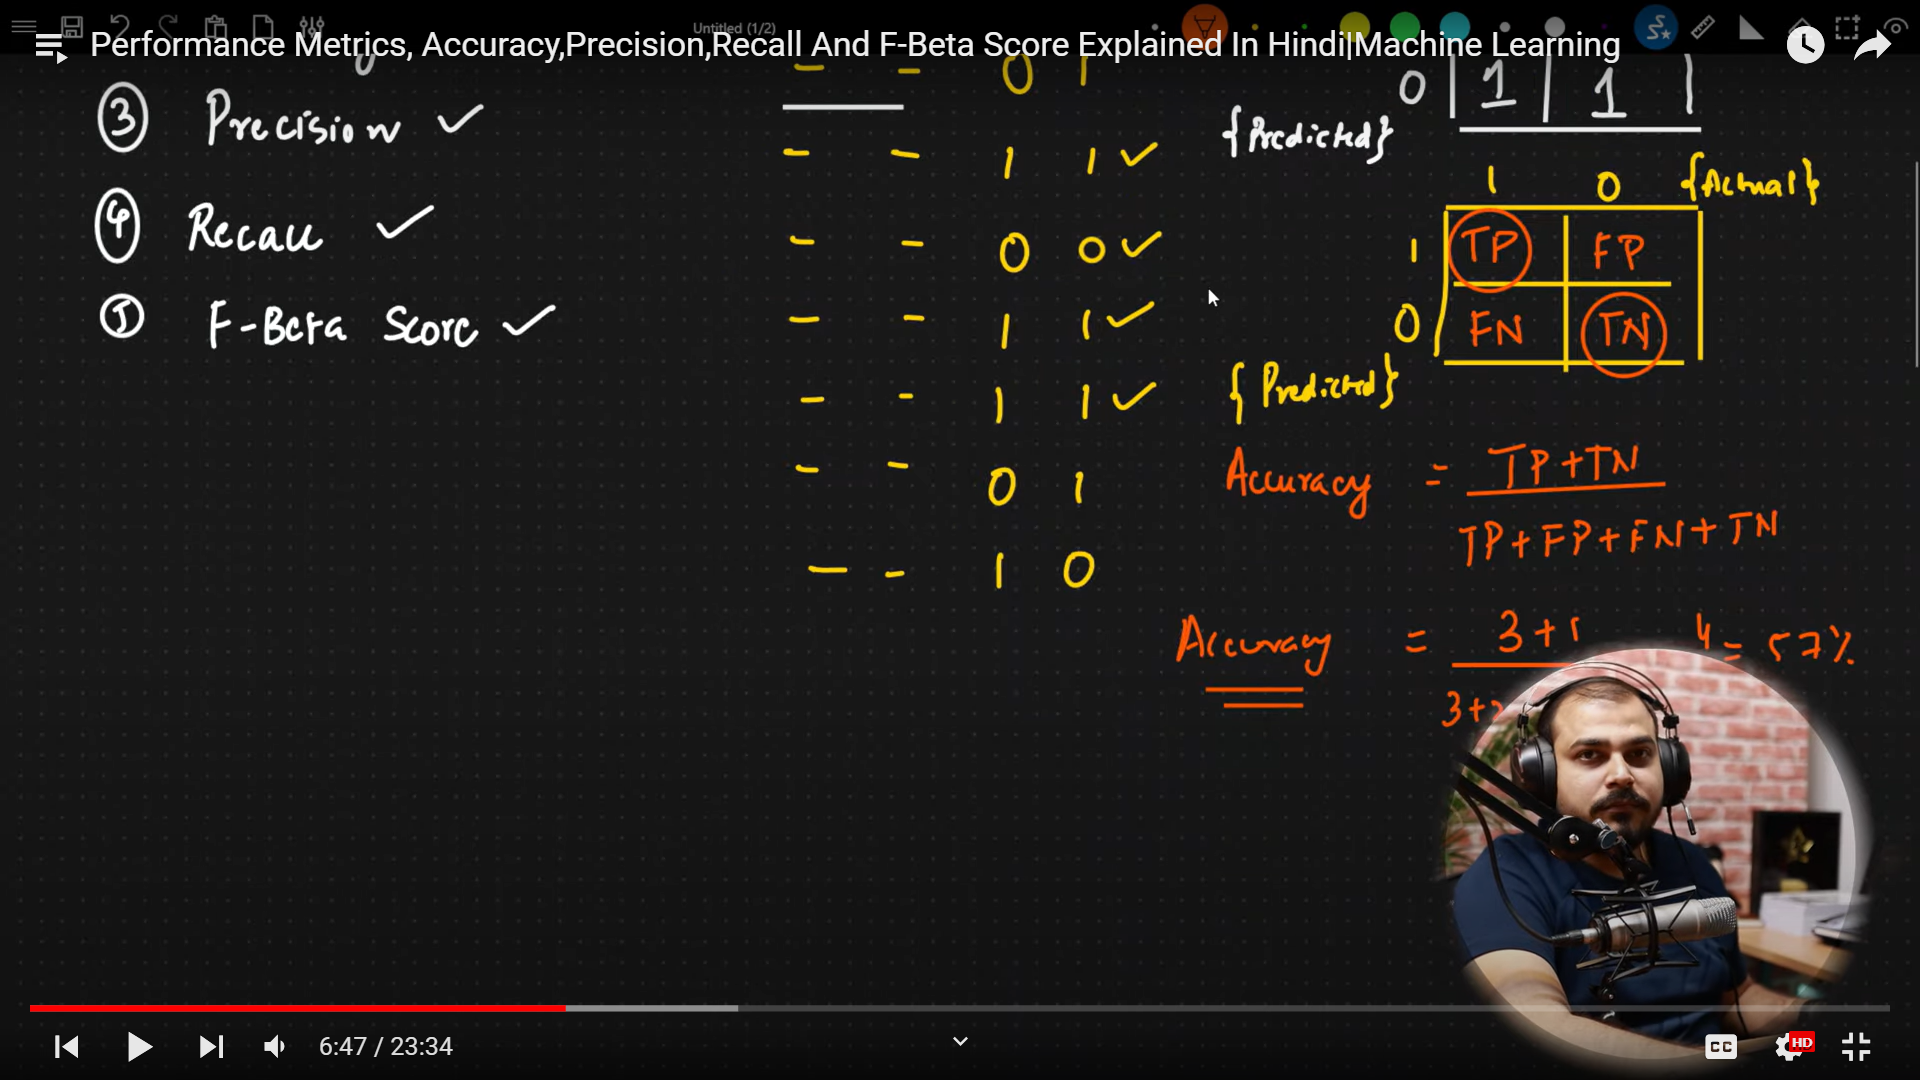 Untitled (1/2)
Performance Metrics, Accuracy,Precision,Recall And F-Beta Score Explained In Hindi|Machine Learning
③ Precision ✓
④ Recall ✓
⑤ F-Beta Score ✓
- - 0 1
- - 1 1 ✓
- - 0 0 ✓
- - 1 1 ✓
- - 1 1 ✓
- - 0 1
- - 1 0
0 | 1 | 1 |
{Predicted}
1 0 {Actual}
1 TP FP
0 FN TN
{Predicted}
Accuracy = TP+TN
TP+FP+FN+TN
Accuracy = 3+1 4 = 57%
3+2
6:47 / 23:34
CC
HD